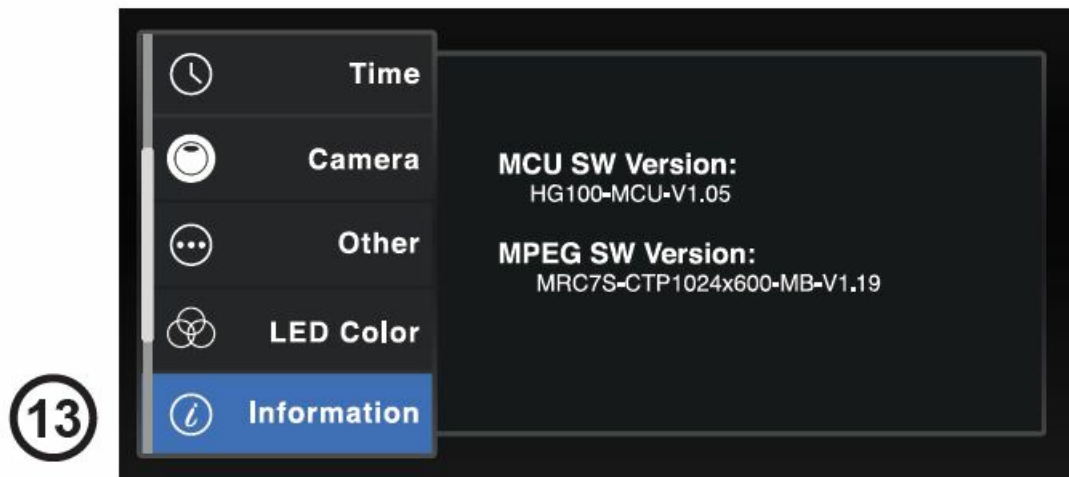 Time
Camera
Other
LED Color
Information
MCU SW Version:
HG100-MCU-V1.05
MPEG SW Version:
MRC7S-CTP1024x600-MB-V1.19
13